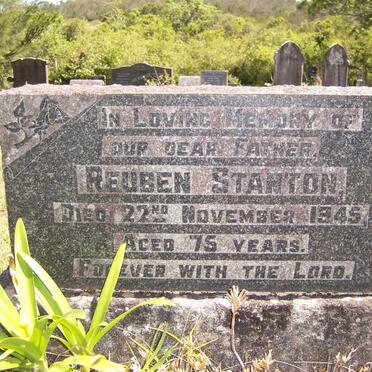 In Loving Memory of
our dear Father,
Reuben Stanton,
Died 22ND November 1945,
Aged 75 years.
Forever with the Lord.